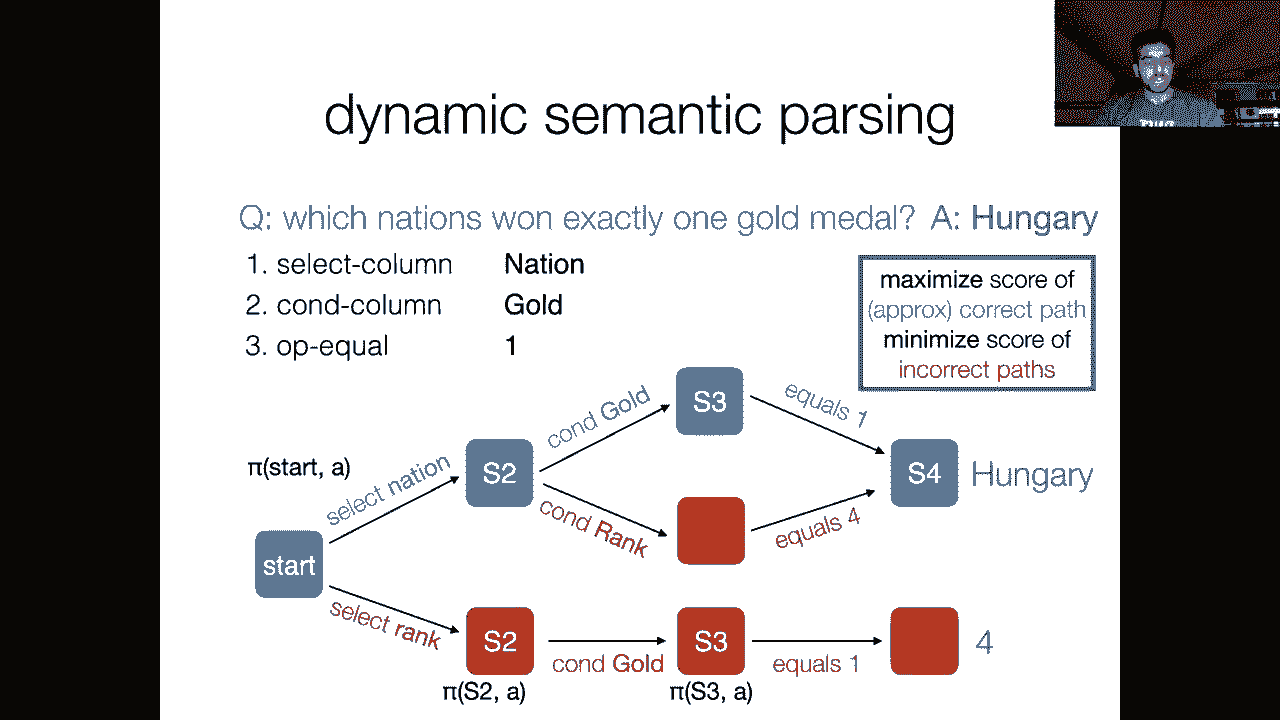 dynamic semantic parsing
Q: which nations won exactly one gold medal? A: Hungary
1. select-column Nation
2. cond-column Gold
3. op-equal 1
maximize score of
(approx) correct path
minimize score of
incorrect paths
π(start, a)
start
select nation
S2
cond Gold
S3
equals 1
S4
Hungary
cond Rank
equals 4
select rank
S2
π(S2, a)
cond Gold
S3
π(S3, a)
equals 1
4